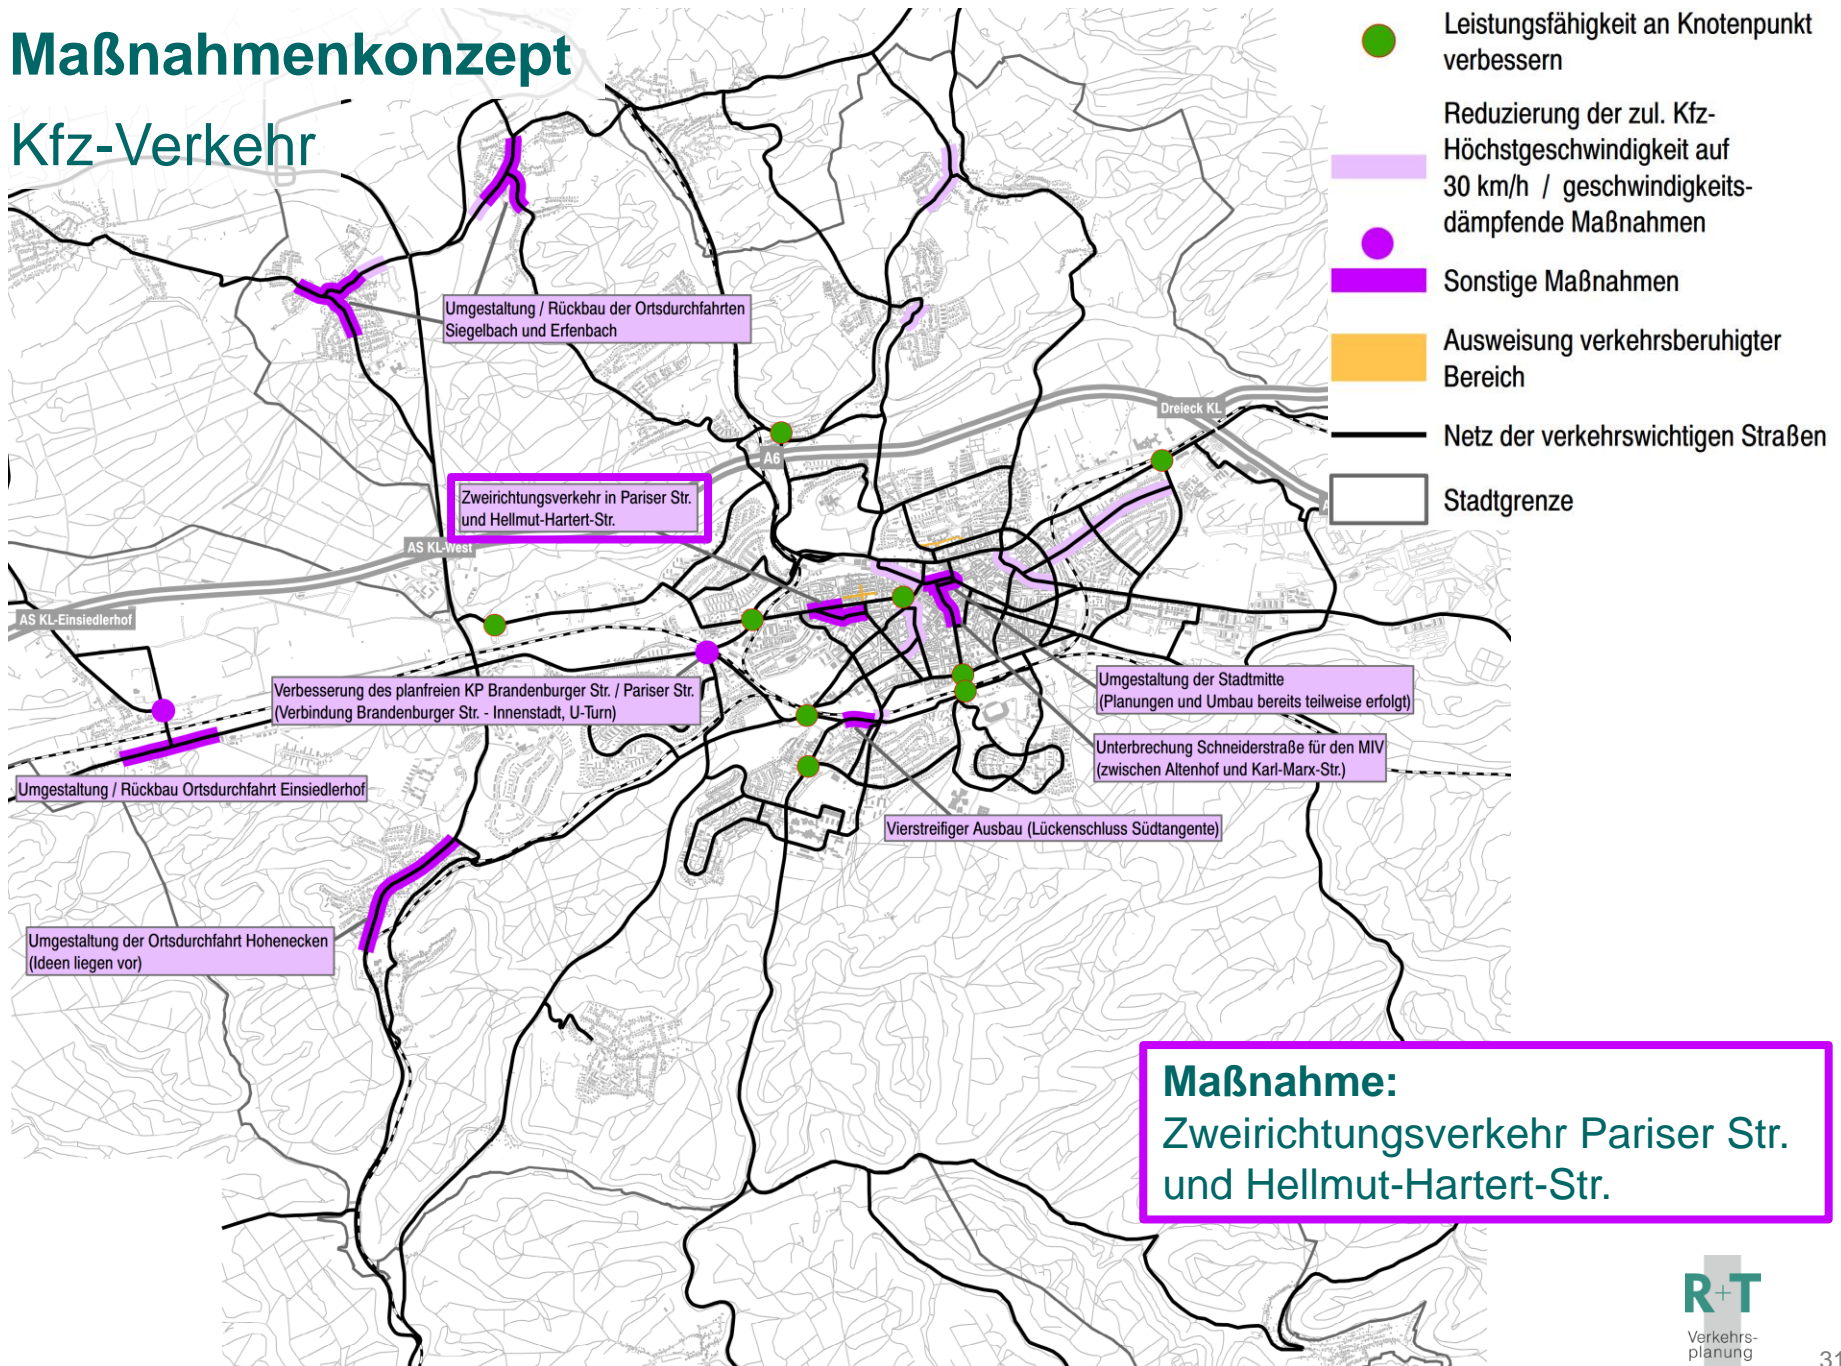 Maßnahmenkonzept
Kfz-Verkehr
Leistungsfähigkeit an Knotenpunkt
verbessern
Reduzierung der zul. Kfz-
Höchstgeschwindigkeit auf
30 km/h / geschwindigkeits-
dämpfende Maßnahmen
Sonstige Maßnahmen
Ausweisung verkehrsberuhigter
Bereich
Netz der verkehrswichtigen Straßen
Stadtgrenze
Umgestaltung / Rückbau der Ortsdurchfahrten
Siegelbach und Erfenbach
Dreieck KL
A6
Zweirichtungsverkehr in Pariser Str.
und Hellmut-Hartert-Str.
AS KL-West
AS KL-Einsiedlerhof
Verbesserung des planfreien KP Brandenburger Str. / Pariser Str.
(Verbindung Brandenburger Str. - Innenstadt, U-Turn)
Umgestaltung der Stadtmitte
(Planungen und Umbau bereits teilweise erfolgt)
Unterbrechung Schneiderstraße für den MIV
(zwischen Altenhof und Karl-Marx-Str.)
Umgestaltung / Rückbau Ortsdurchfahrt Einsiedlerhof
Vierstreifiger Ausbau (Lückenschluss Südtangente)
Umgestaltung der Ortsdurchfahrt Hohenecken
(Ideen liegen vor)
Maßnahme:
Zweirichtungsverkehr Pariser Str.
und Hellmut-Hartert-Str.
R+T
Verkehrs-
planung
31